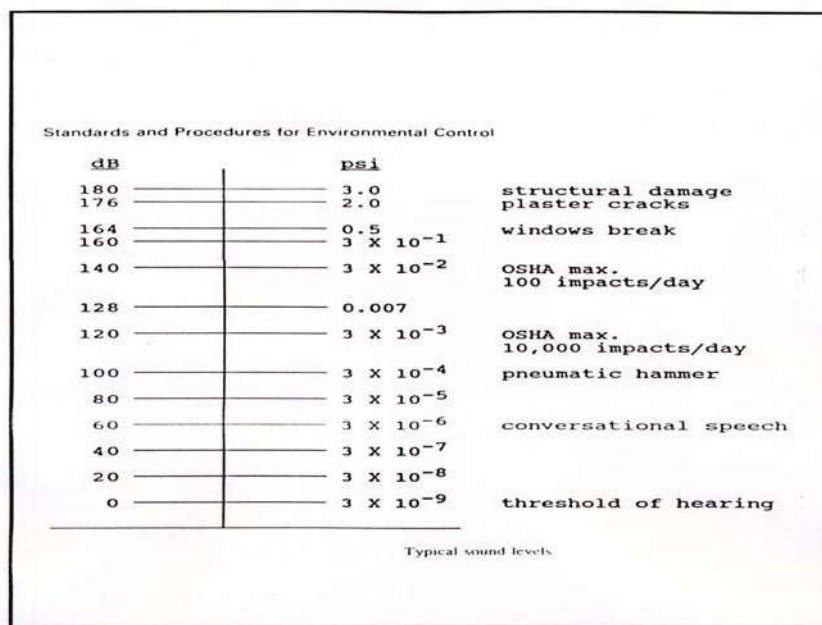 Standards and Procedures for Environmental Control
dB psi
180 3.0 structural damage
176 2.0 plaster cracks
164 0.5 windows break
160 3 X 10⁻¹
140 3 X 10⁻² OSHA max.
100 impacts/day
128 0.007
120 3 X 10⁻³ OSHA max.
10,000 impacts/day
100 3 X 10⁻⁴ pneumatic hammer
80 3 X 10⁻⁵
60 3 X 10⁻⁶ conversational speech
40 3 X 10⁻⁷
20 3 X 10⁻⁸
0 3 X 10⁻⁹ threshold of hearing
Typical sound levels